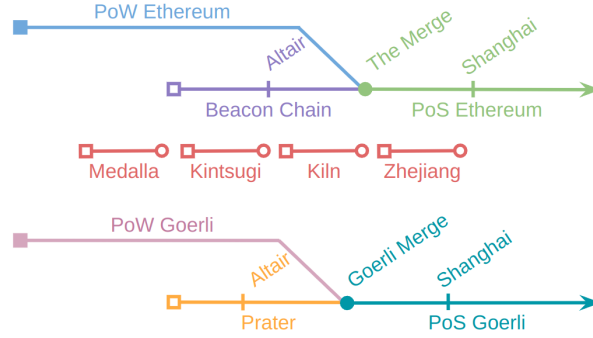 PoW Ethereum
Altair
The Merge
Shanghai
Beacon Chain
PoS Ethereum
Medalla
Kintsugi
Kiln
Zhejiang
PoW Goerli
Altair
Goerli Merge
Shanghai
Prater
PoS Goerli